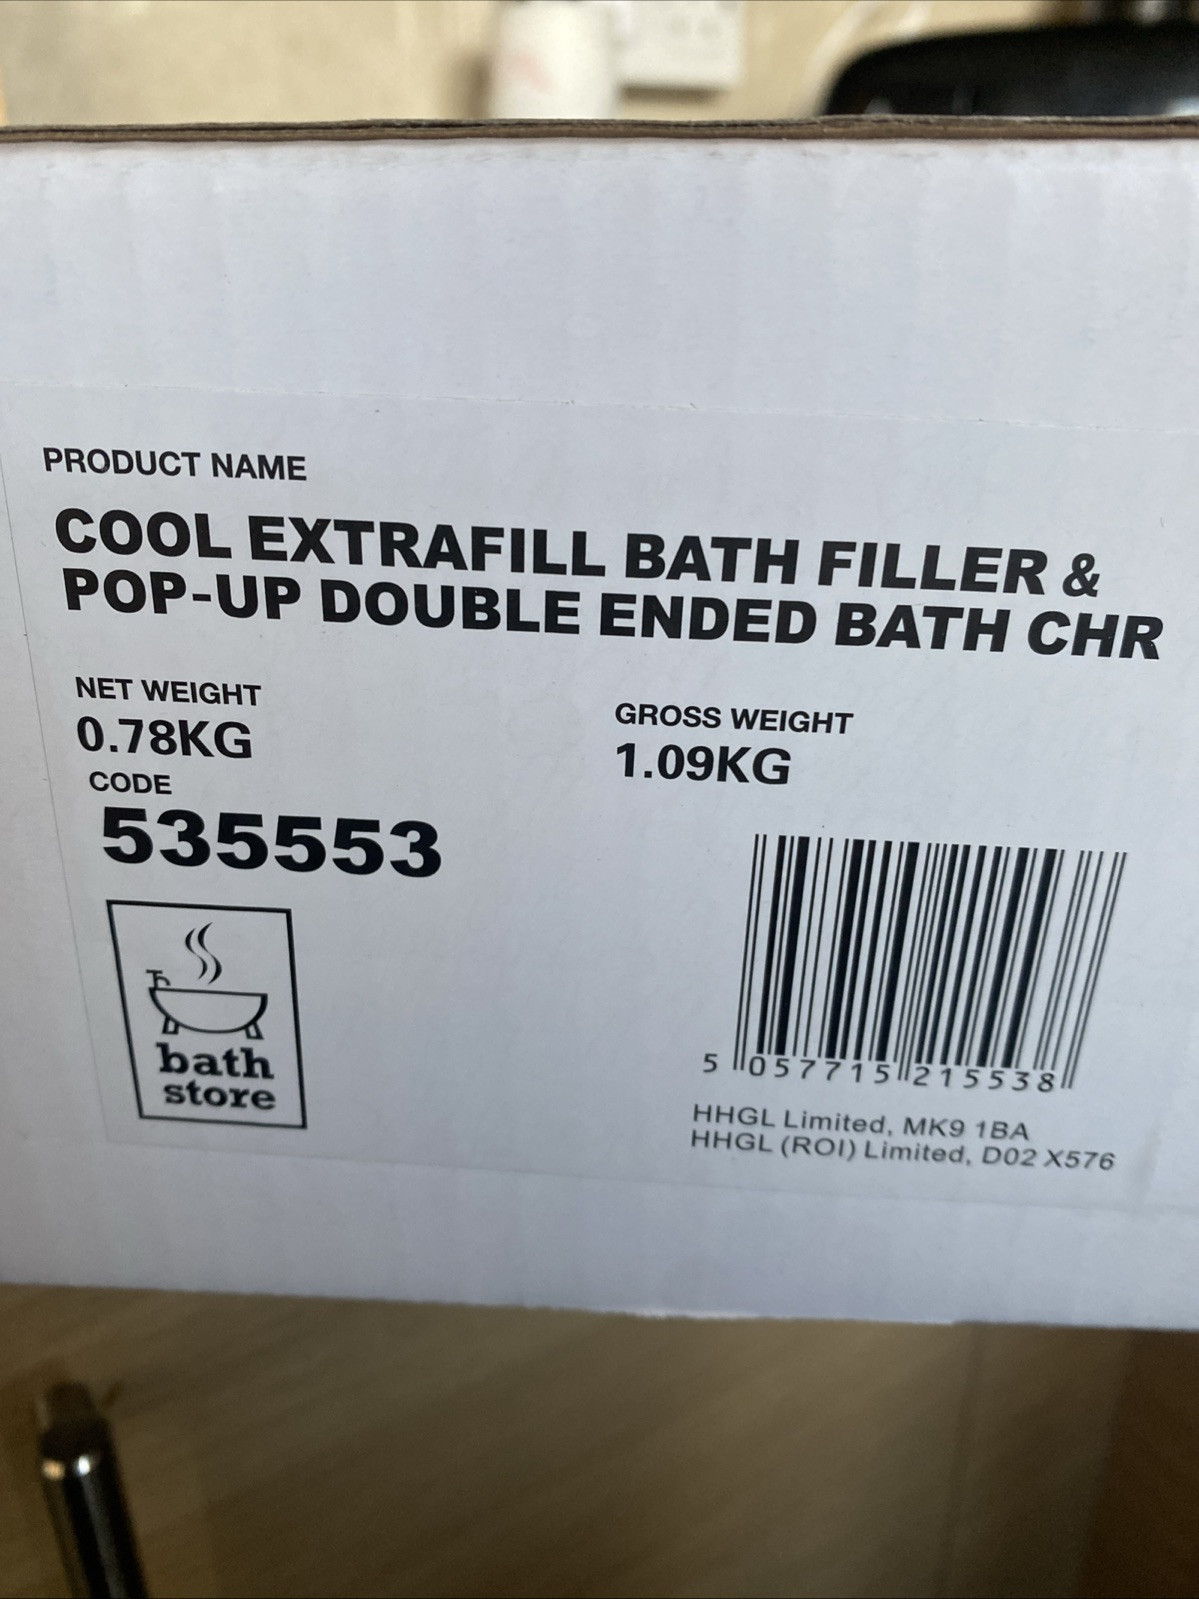 PRODUCT NAME
COOL EXTRAFILL BATH FILLER &
POP-UP DOUBLE ENDED BATH CHR
NET WEIGHT
0.78KG
GROSS WEIGHT
1.09KG
CODE
535553
bath
store
5 057715 215538
HHGL Limited, MK9 1BA
HHGL (ROI) Limited, D02 X576